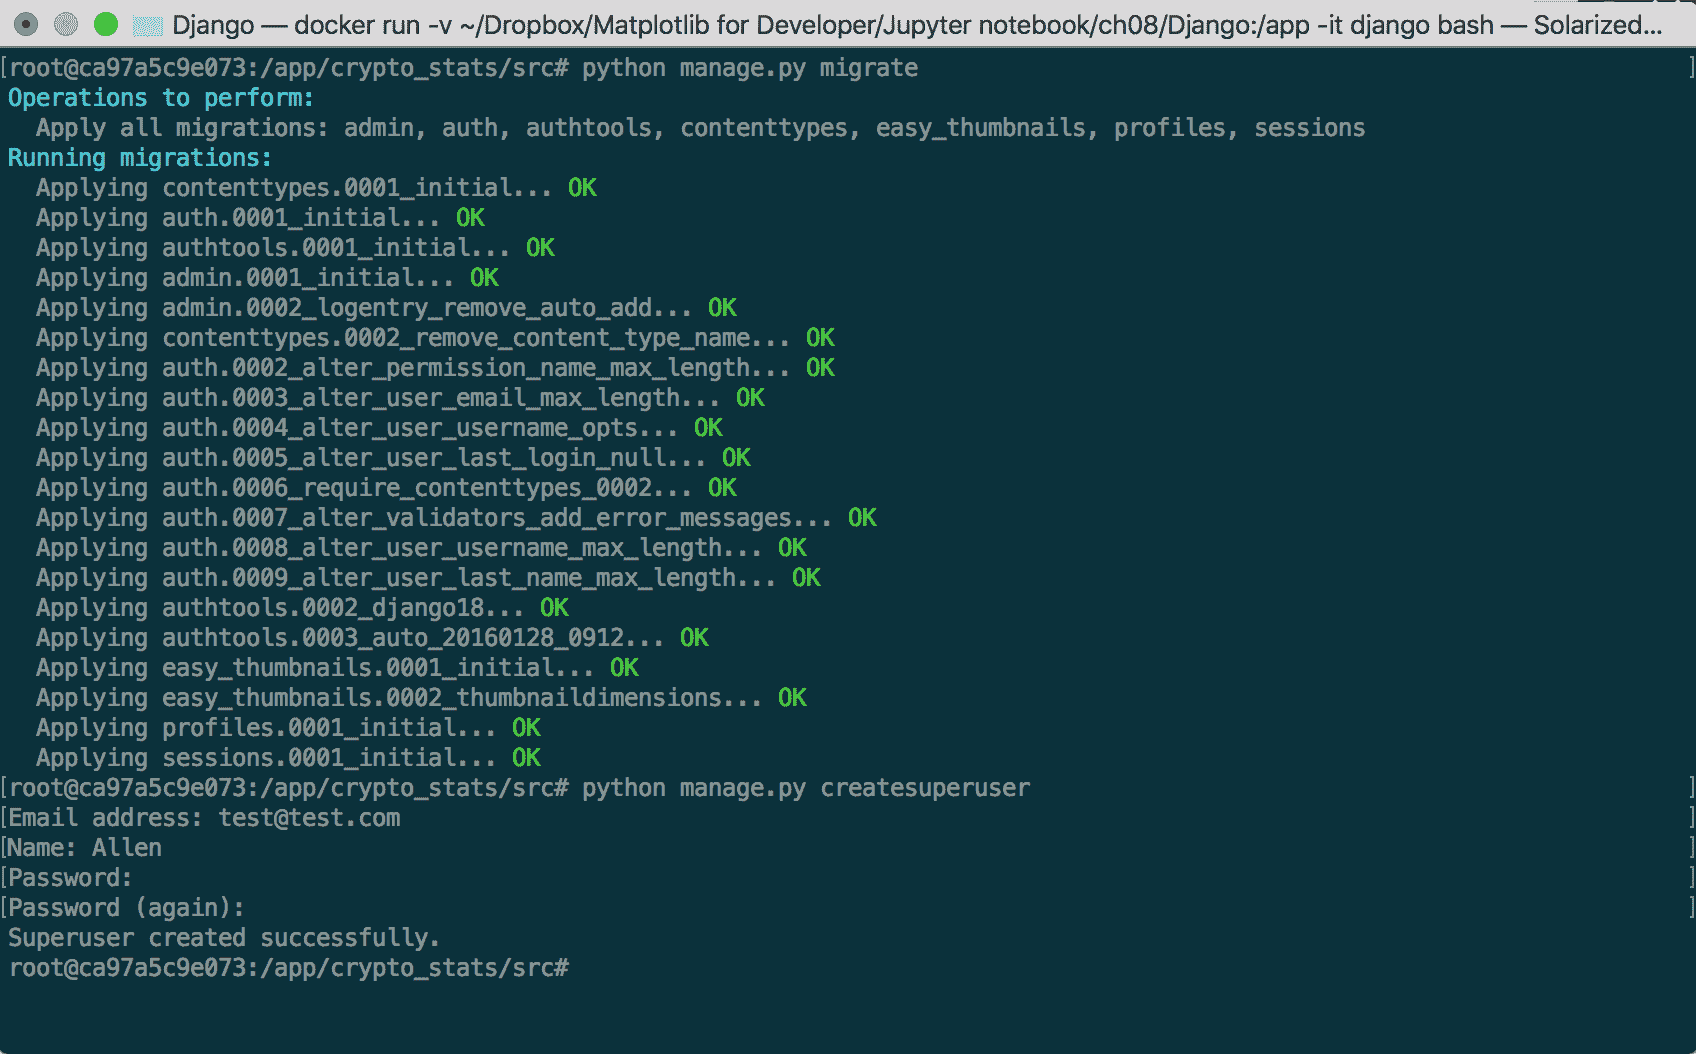 Django — docker run -v ~/Dropbox/Matplotlib for Developer/Jupyter notebook/ch08/Django:/app -it django bash — Solarized...
[root@ca97a5c9e073:/app/crypto_stats/src# python manage.py migrate ]
Operations to perform:
  Apply all migrations: admin, auth, authtools, contenttypes, easy_thumbnails, profiles, sessions
Running migrations:
  Applying contenttypes.0001_initial... OK
  Applying auth.0001_initial... OK
  Applying authtools.0001_initial... OK
  Applying admin.0001_initial... OK
  Applying admin.0002_logentry_remove_auto_add... OK
  Applying contenttypes.0002_remove_content_type_name... OK
  Applying auth.0002_alter_permission_name_max_length... OK
  Applying auth.0003_alter_user_email_max_length... OK
  Applying auth.0004_alter_user_username_opts... OK
  Applying auth.0005_alter_user_last_login_null... OK
  Applying auth.0006_require_contenttypes_0002... OK
  Applying auth.0007_alter_validators_add_error_messages... OK
  Applying auth.0008_alter_user_username_max_length... OK
  Applying auth.0009_alter_user_last_name_max_length... OK
  Applying authtools.0002_django18... OK
  Applying authtools.0003_auto_20160128_0912... OK
  Applying easy_thumbnails.0001_initial... OK
  Applying easy_thumbnails.0002_thumbnaildimensions... OK
  Applying profiles.0001_initial... OK
  Applying sessions.0001_initial... OK
[root@ca97a5c9e073:/app/crypto_stats/src# python manage.py createsuperuser ]
[Email address: test@test.com ]
[Name: Allen ]
[Password: ]
[Password (again): ]
Superuser created successfully.
root@ca97a5c9e073:/app/crypto_stats/src#